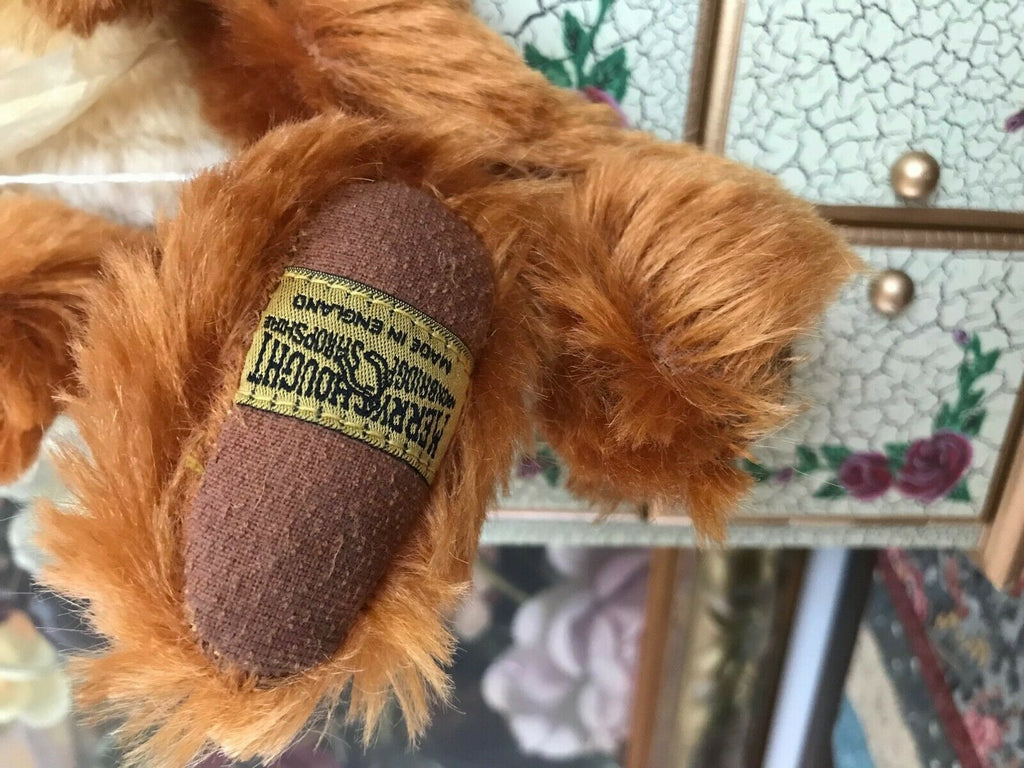 MERRYTHOUGHT
IRONBRIDGE SHROPSHIRE
MADE IN ENGLAND